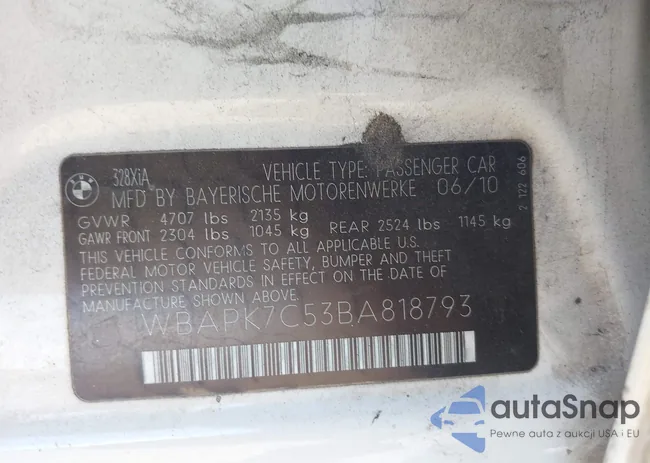 BMW
328XiA
VEHICLE TYPE: PASSENGER CAR
MFD BY BAYERISCHE MOTORENWERKE 06/10
GVWR 4707 lbs 2135 kg
GAWR FRONT 2304 lbs 1045 kg REAR 2524 lbs 1145 kg
THIS VEHICLE CONFORMS TO ALL APPLICABLE U.S.
FEDERAL MOTOR VEHICLE SAFETY, BUMPER AND THEFT
PREVENTION STANDARDS IN EFFECT ON THE DATE OF
MANUFACTURE SHOWN ABOVE.
WBAPK7C53BA818793
2 122 606
autaSnap
Pewne auta z aukcji USA i EU